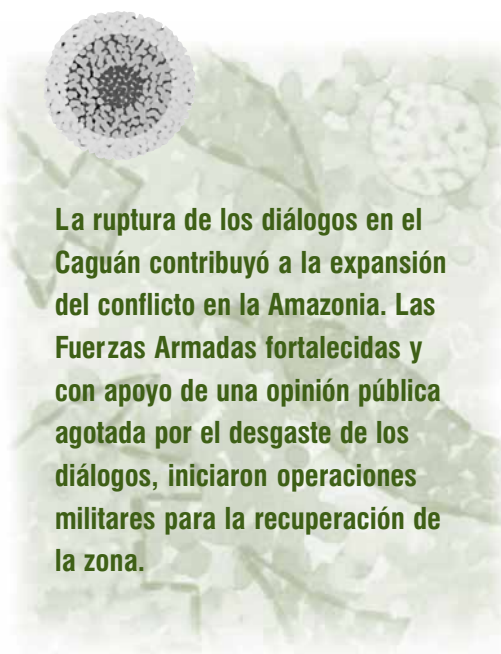 La ruptura de los diálogos en el
Caguán contribuyó a la expansión
del conflicto en la Amazonia. Las
Fuerzas Armadas fortalecidas y
con apoyo de una opinión pública
agotada por el desgaste de los
diálogos, iniciaron operaciones
militares para la recuperación de
la zona.